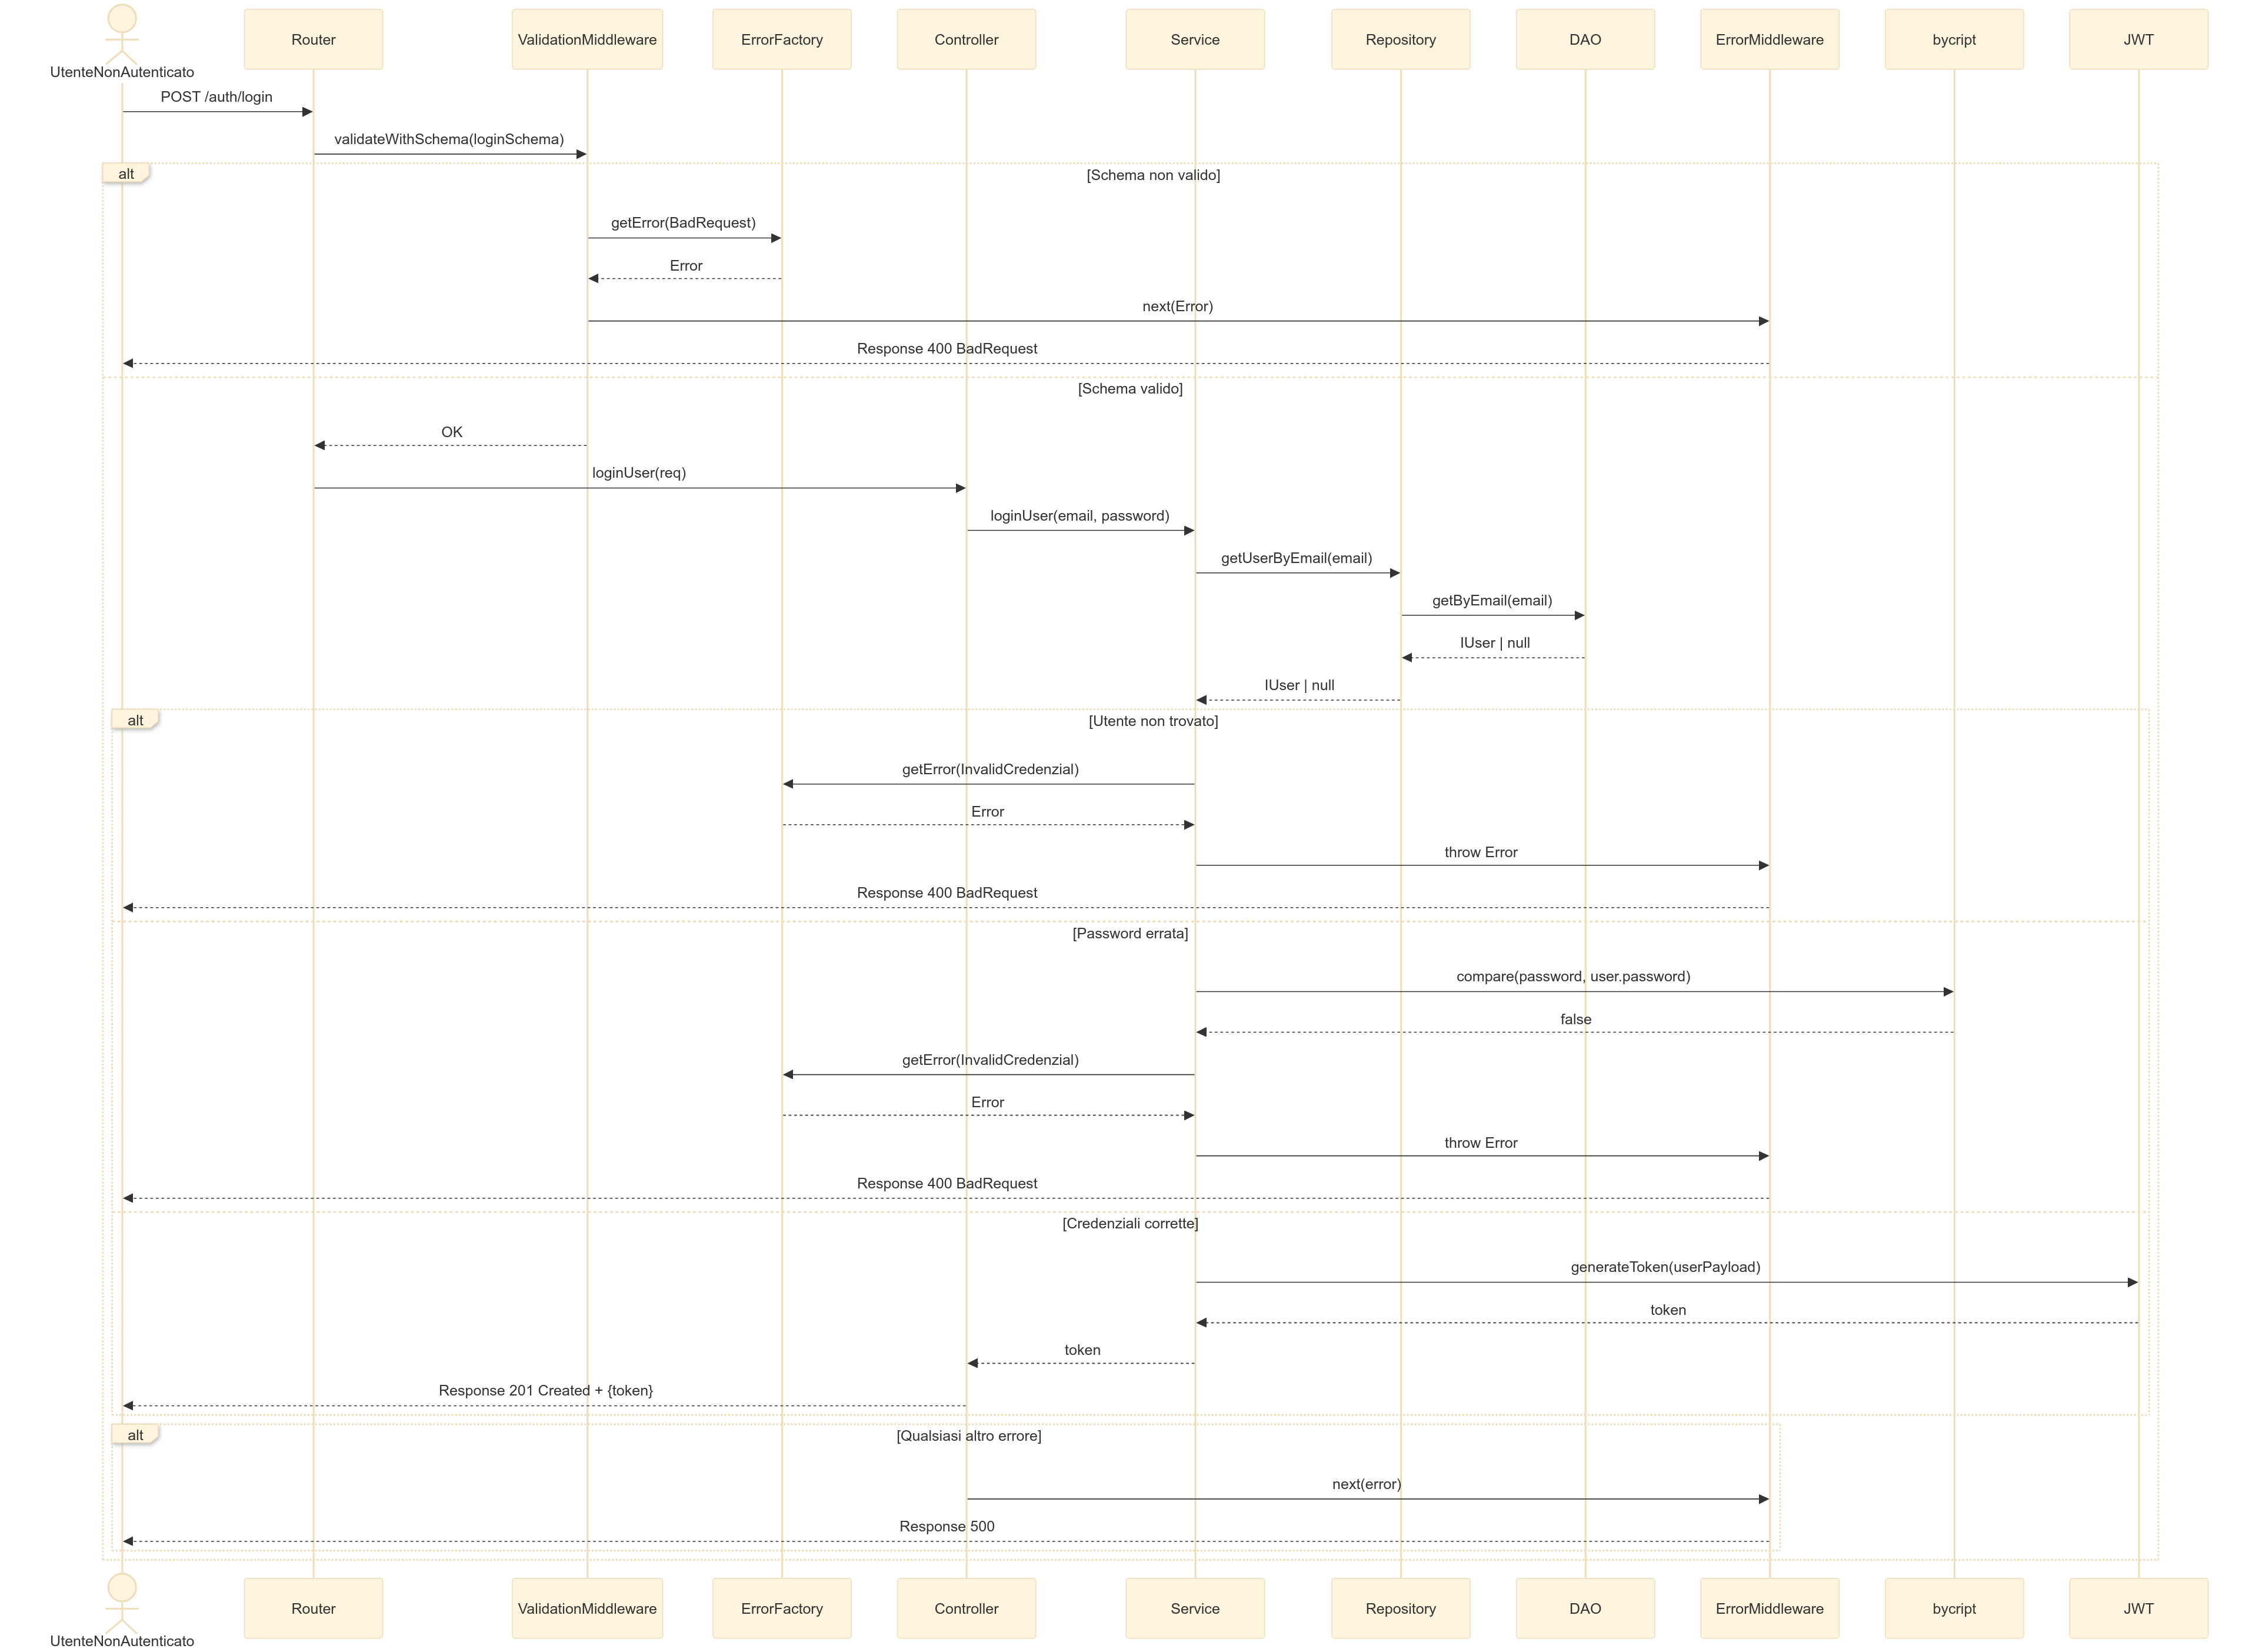 Router
ValidationMiddleware
ErrorFactory
Controller
Service
Repository
DAO
ErrorMiddleware
bycript
JWT
UtenteNonAutenticato
POST /auth/login
validateWithSchema(loginSchema)
alt
[Schema non valido]
getError(BadRequest)
Error
next(Error)
Response 400 BadRequest
[Schema valido]
OK
loginUser(req)
loginUser(email, password)
getUserByEmail(email)
getByEmail(email)
IUser | null
IUser | null
alt
[Utente non trovato]
getError(InvalidCredenzial)
Error
throw Error
Response 400 BadRequest
[Password errata]
compare(password, user.password)
false
getError(InvalidCredenzial)
Error
throw Error
Response 400 BadRequest
[Credenziali corrette]
generateToken(userPayload)
token
token
Response 201 Created + {token}
alt
[Qualsiasi altro errore]
next(error)
Response 500
Router
ValidationMiddleware
ErrorFactory
Controller
Service
Repository
DAO
ErrorMiddleware
bycript
JWT
UtenteNonAutenticato